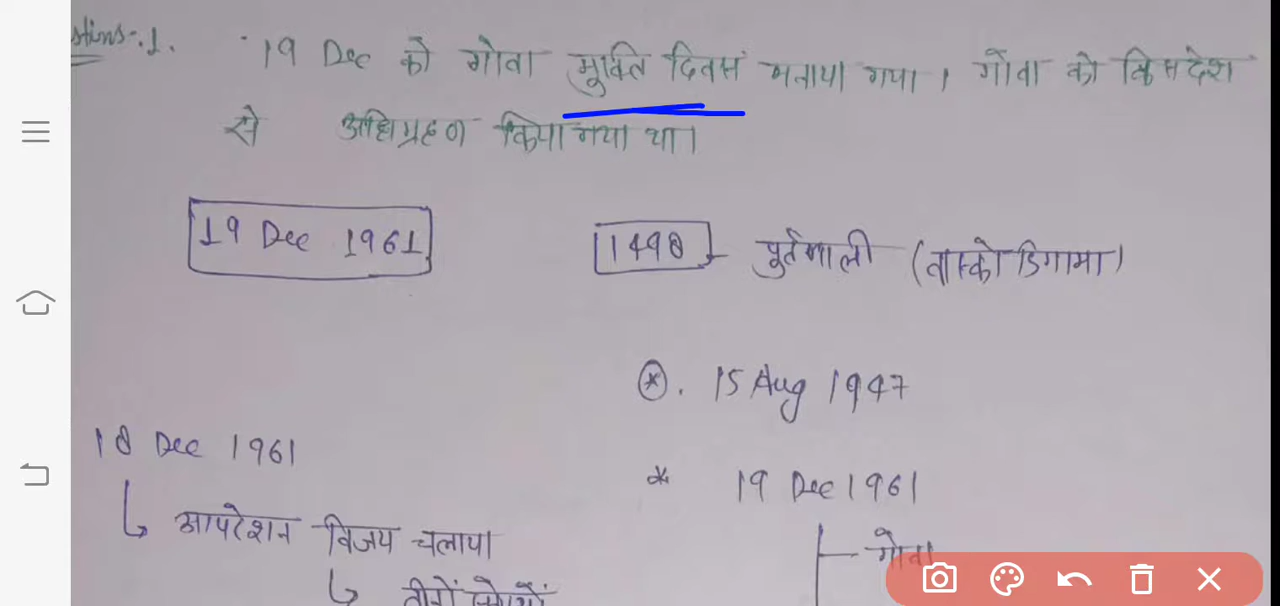 stions-.1. 19 Dec को गोवा मुक्ति दिवस मनाया गया। गोवा को किस देश
से अधिग्रहण किया गया था।
19 Dec 1961
1498 - पुर्तगाली (वास्को डिगामा)
*. 15 Aug 1947
18 Dec 1961
* 19 Dec 1961
आपरेशन विजय चलाया
गोवा
तीनों